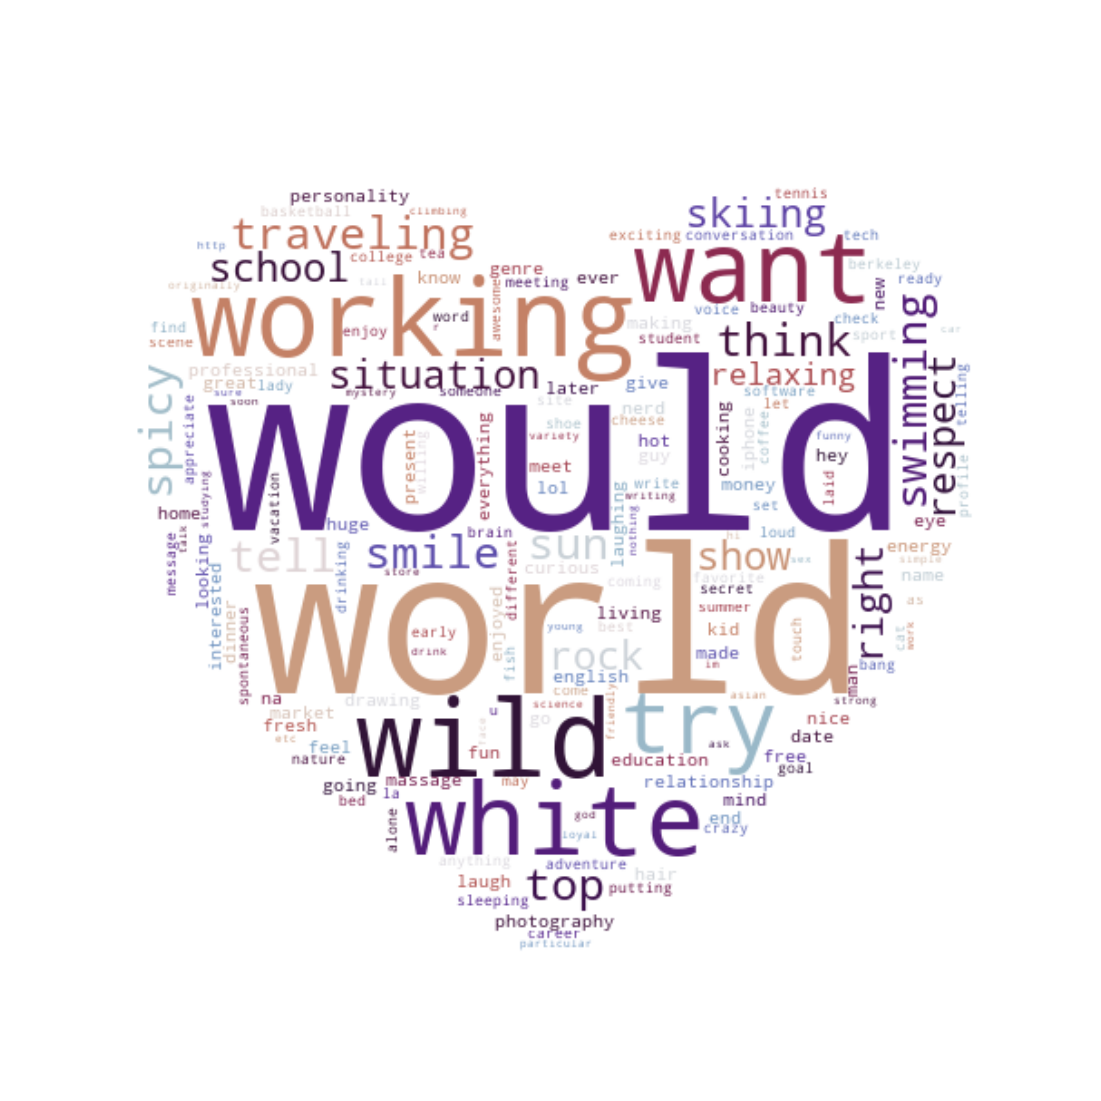 personality
tennis
basketball
climbing
skiing
traveling
exciting
conversation
tech
http
college
tea
want
school
genre
know
meeting
ever
berkeley
ready
originally
tall
working
awesome
new
voice
beauty
swimming
word
r
making
check
find
enjoy
student
think
sport
car
scene
professional
situation
relaxing
great
lady
sure
soon
mystery
someone
later
give
software
let
spicy
appreciate
would
site
nerd
cheese
shoe
variety
hot
guy
cooking
iphone
coffee
funny
hey
laid
respect
telling
profile
present
willing
everything
meet
lol
write
writing
money
set
studying
home
vacation
huge
brain
laughing
nothing
loud
hi
eye
message
talk
looking
tell
smile
sun
show
sex
energy
simple
drinking
store
different
curious
coming
favorite
name
right
interested
dinner
spontaneous
world
secret
summer
as
living
early
drink
enjoyed
young
best
kid
touch
cat
work
fish
rock
made
im
english
bang
man
na
drawing
come
science
friendly
asian
strong
market
fresh
wild
u
face
go
try
nice
etc
feel
nature
fun
ask
date
education
free
goal
going
massage
may
relationship
bed
la
white
mind
alone
god
end
crazy
anything
adventure
hair
laugh
top
putting
sleeping
photography
career
particular